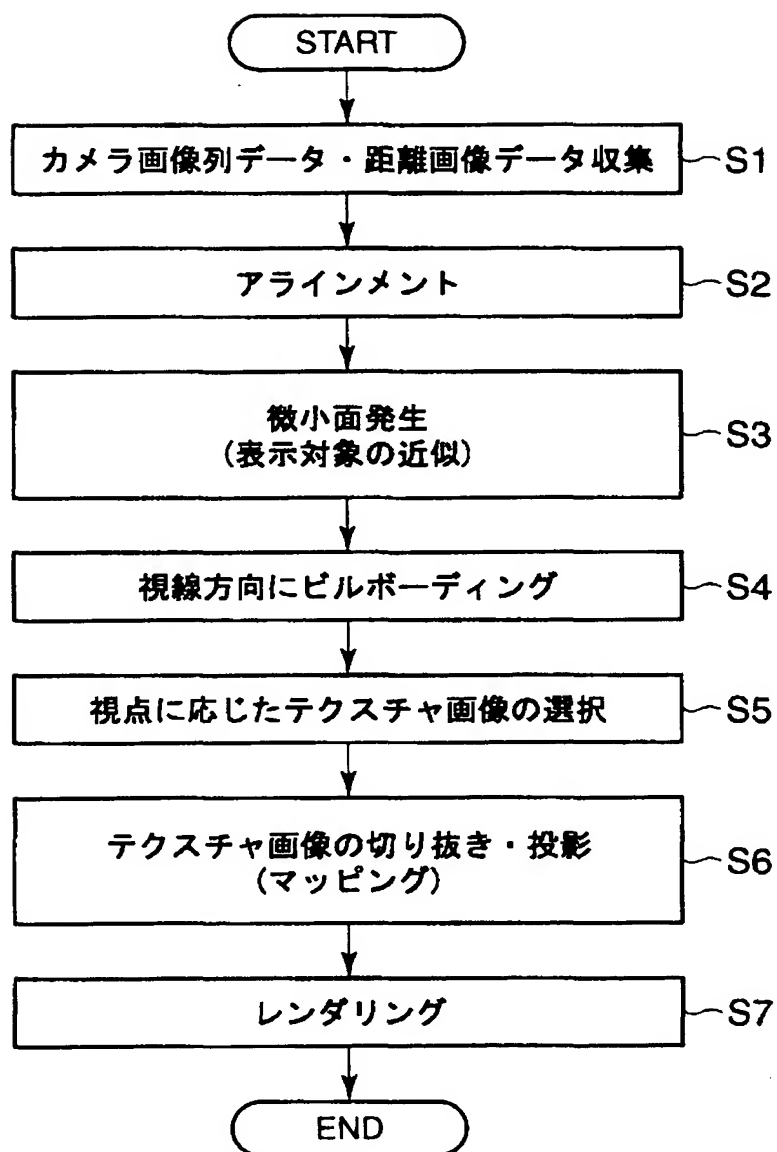 START
カメラ画像列データ・距離画像データ収集 S1
アラインメント S2
微小面発生
(表示対象の近似) S3
視線方向にビルボーディング S4
視点に応じたテクスチャ画像の選択 S5
テクスチャ画像の切り抜き・投影
(マッピング) S6
レンダリング S7
END